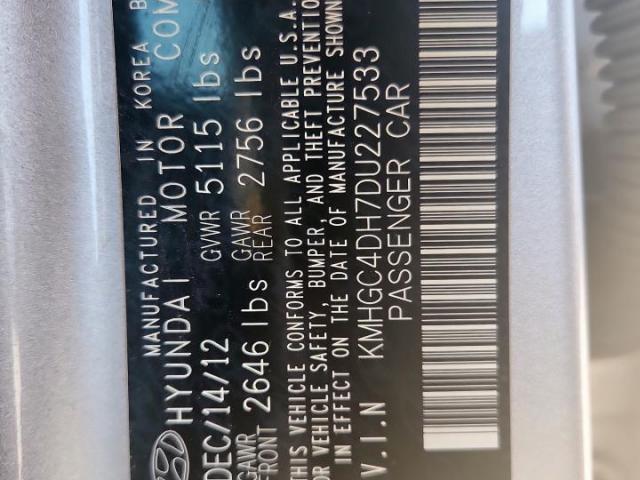 MANUFACTURED IN KOREA B
HYUNDAI MOTOR COM
DEC/14/12 GVWR 5115 lbs
GAWR FRONT 2646 lbs GAWR REAR 2756 lbs
THIS VEHICLE CONFORMS TO ALL APPLICABLE U.S.A.
OR VEHICLE SAFETY, BUMPER, AND THEFT PREVENTIO
IN EFFECT ON THE DATE OF MANUFACTURE SHOWN
V.I.N KMHGC4DH7DU227533
PASSENGER CAR